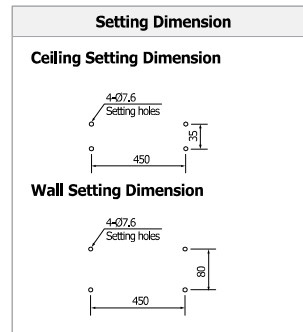 Setting Dimension
Ceiling Setting Dimension
4-Ø7.6
Setting holes
35
450
Wall Setting Dimension
4-Ø7.6
Setting holes
80
450